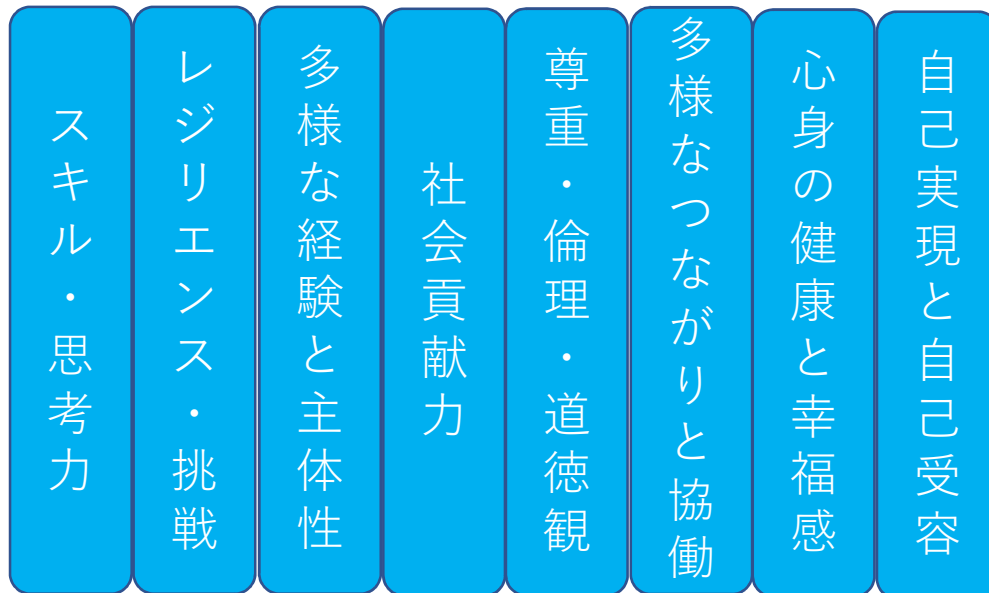 自己実現と自己受容
心身の健康と幸福感
多様なつながりと協働
尊重・倫理・道徳観
社会貢献力
多様な経験と主体性
レジリエンス・挑戦
スキル・思考力